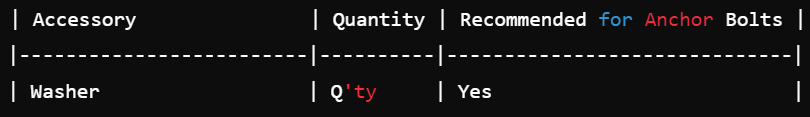 | Accessory | Quantity | Recommended for Anchor Bolts |
|-------------------------|----------|------------------------------|
| Washer | Q'ty | Yes |